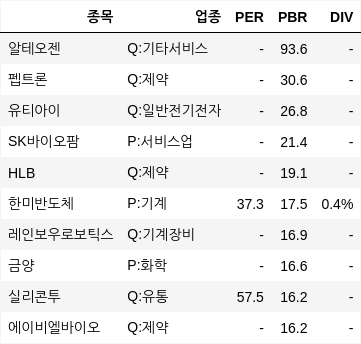 종목 업종 PER PBR DIV
알테오젠 Q:기타서비스 - 93.6 -
펩트론 Q:제약 - 30.6 -
유티아이 Q:일반전기전자 - 26.8 -
SK바이오팜 P:서비스업 - 21.4 -
HLB Q:제약 - 19.1 -
한미반도체 P:기계 37.3 17.5 0.4%
레인보우로보틱스 Q:기계장비 - 16.9 -
금양 P:화학 - 16.6 -
실리콘투 Q:유통 57.5 16.2 -
에이비엘바이오 Q:제약 - 16.2 -